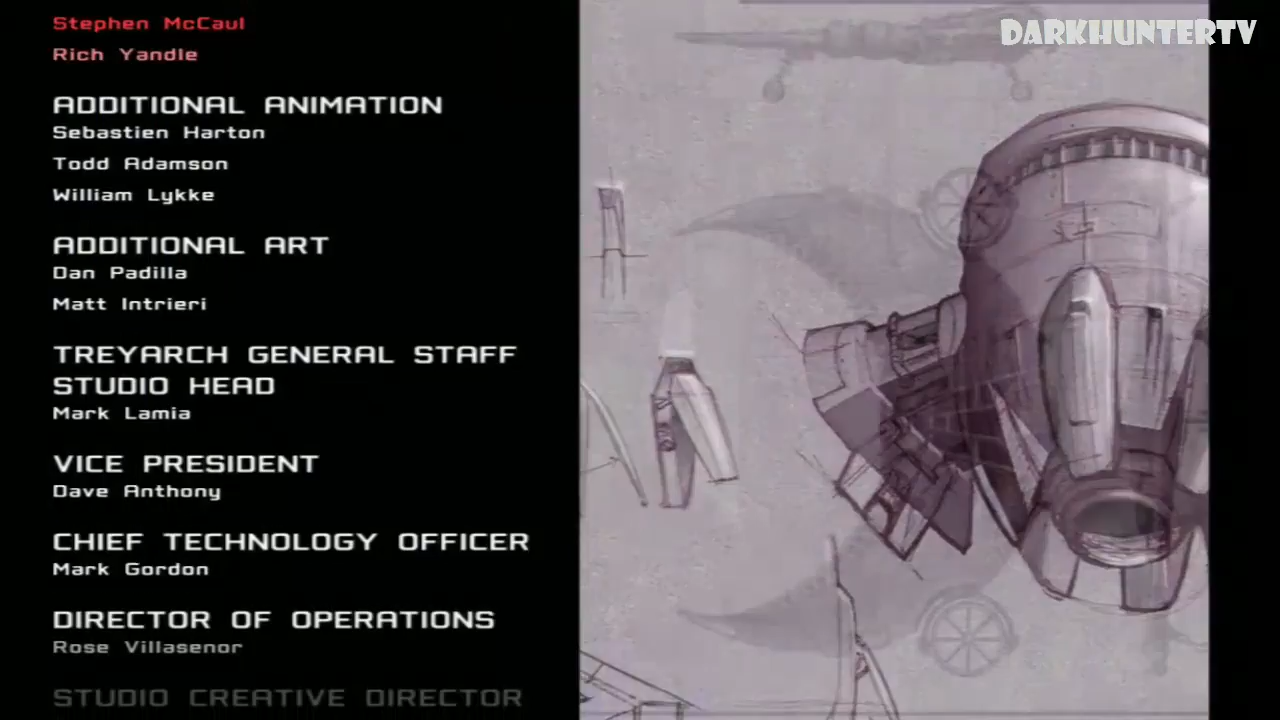 Stephen McCaul
Rich Yandle
ADDITIONAL ANIMATION
Sebastien Harton
Todd Adamson
William Lykke
ADDITIONAL ART
Dan Padilla
Matt Intrieri
TREYARCH GENERAL STAFF
STUDIO HEAD
Mark Lamia
VICE PRESIDENT
Dave Anthony
CHIEF TECHNOLOGY OFFICER
Mark Gordon
DIRECTOR OF OPERATIONS
Rose Villasenor
STUDIO CREATIVE DIRECTOR
DARKHUNTERTV